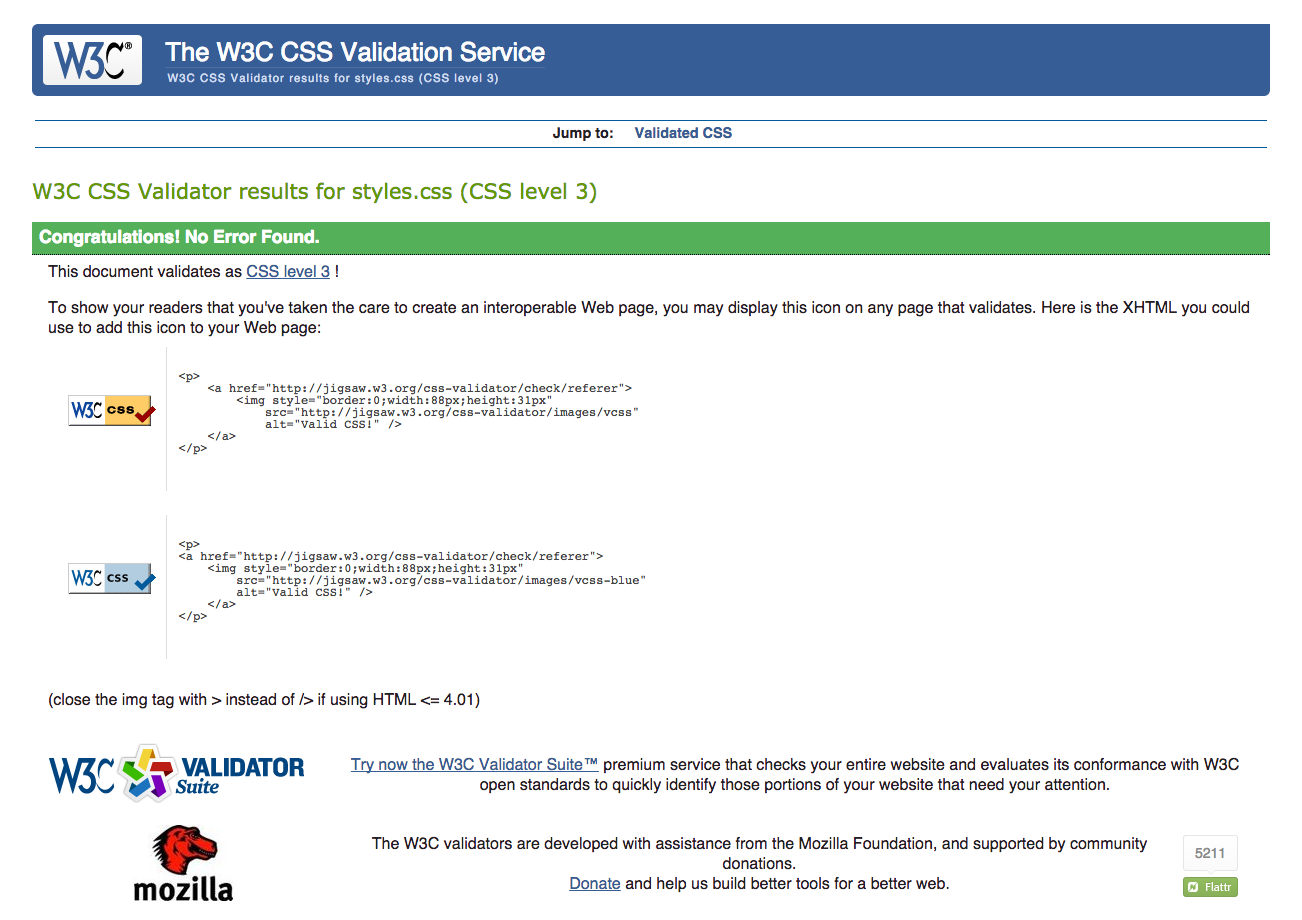 W3C®
The W3C CSS Validation Service
W3C CSS Validator results for styles.css (CSS level 3)
Jump to: Validated CSS
W3C CSS Validator results for styles.css (CSS level 3)
Congratulations! No Error Found.
This document validates as CSS level 3 !
To show your readers that you've taken the care to create an interoperable Web page, you may display this icon on any page that validates. Here is the XHTML you could
use to add this icon to your Web page:
W3C css
<p>
<a href="http://jigsaw.w3.org/css-validator/check/referer">
<img style="border:0;width:88px;height:31px"
src="http://jigsaw.w3.org/css-validator/images/vcss"
alt="Valid CSS!" />
</a>
</p>
W3C css
<p>
<a href="http://jigsaw.w3.org/css-validator/check/referer">
<img style="border:0;width:88px;height:31px"
src="http://jigsaw.w3.org/css-validator/images/vcss-blue"
alt="Valid CSS!" />
</a>
</p>
(close the img tag with > instead of /> if using HTML <= 4.01)
W3C VALIDATOR
Suite
Try now the W3C Validator Suite™ premium service that checks your entire website and evaluates its conformance with W3C
open standards to quickly identify those portions of your website that need your attention.
mozilla
The W3C validators are developed with assistance from the Mozilla Foundation, and supported by community
donations.
Donate and help us build better tools for a better web.
5211
Flattr